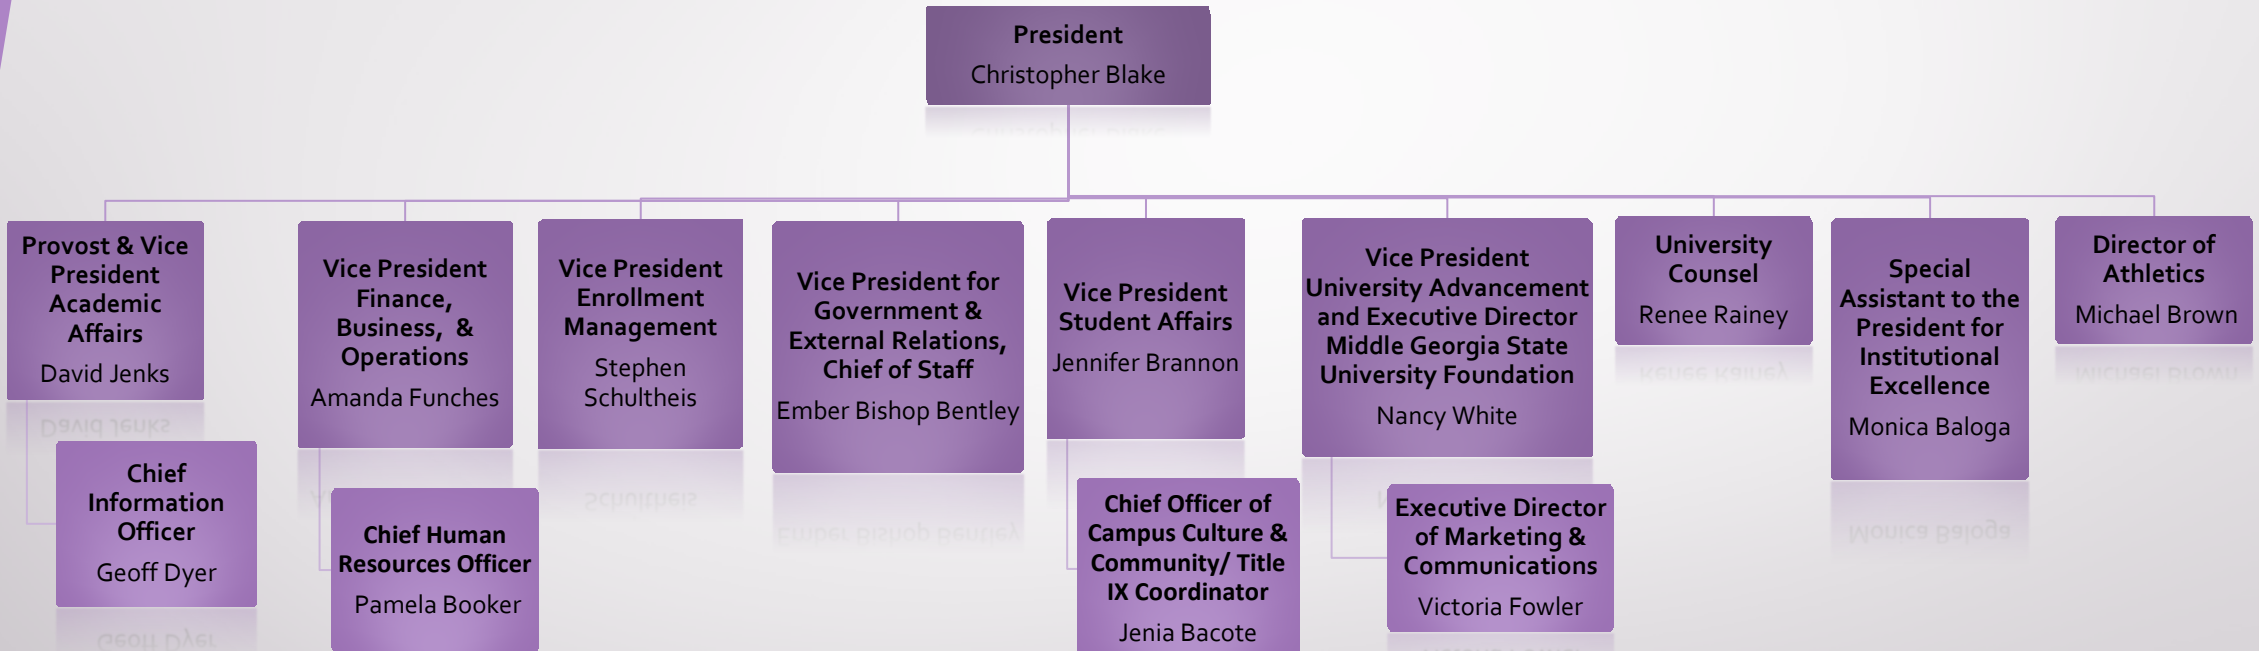 President
Christopher Blake
Provost & Vice
President
Academic
Affairs
David Jenks
Vice President
Finance,
Business, &
Operations
Amanda Funches
Vice President
Enrollment
Management
Stephen
Schultheis
Vice President for
Government &
External Relations,
Chief of Staff
Ember Bishop Bentley
Vice President
Student Affairs
Jennifer Brannon
Vice President
University Advancement
and Executive Director
Middle Georgia State
University Foundation
Nancy White
University
Counsel
Renee Rainey
Special
Assistant to the
President for
Institutional
Excellence
Monica Baloga
Director of
Athletics
Michael Brown
Chief
Information
Officer
Geoff Dyer
Chief Human
Resources Officer
Pamela Booker
Chief Officer of
Campus Culture &
Community/ Title
IX Coordinator
Jenia Bacote
Executive Director
of Marketing &
Communications
Victoria Fowler